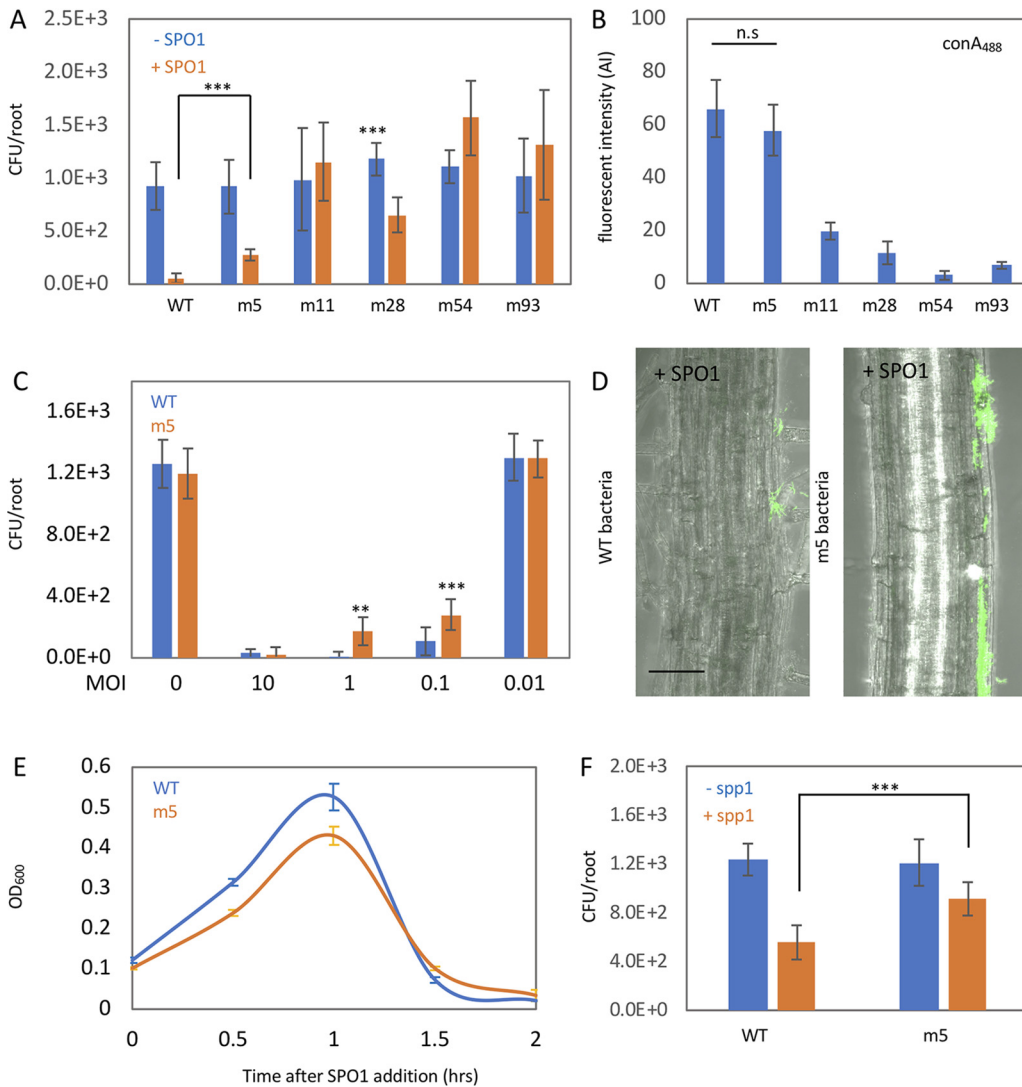 A
2.5E+3
2.0E+3
1.5E+3
1.0E+3
5.0E+2
0.0E+0
CFU/root
- SPO1
+ SPO1
***
***
WT m5 m11 m28 m54 m93
B
100
80
60
40
20
0
fluorescent intensity (AI)
n.s
conA488
WT m5 m11 m28 m54 m93
C
1.6E+3
1.2E+3
8.0E+2
4.0E+2
0.0E+0
CFU/root
WT
m5
**
***
MOI 0 10 1 0.1 0.01
D
WT bacteria
+ SPO1
m5 bacteria
+ SPO1
E
0.6
0.5
0.4
0.3
0.2
0.1
0
OD600
WT
m5
0 0.5 1 1.5 2
Time after SPO1 addition (hrs)
F
2.0E+3
1.6E+3
1.2E+3
8.0E+2
4.0E+2
0.0E+0
CFU/root
- spp1
+ spp1
***
WT m5